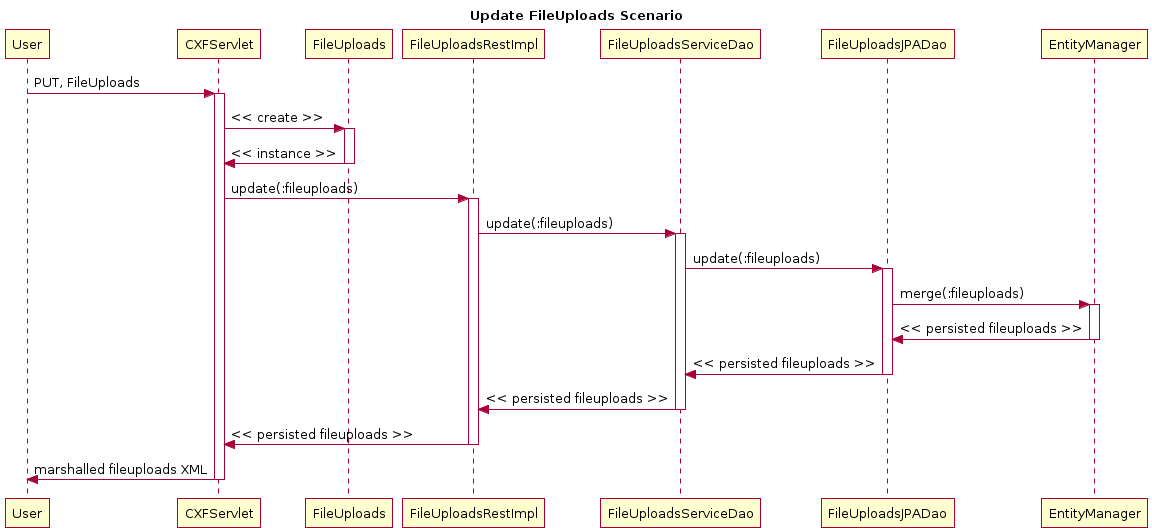 Update FileUploads Scenario
User
CXFServlet
FileUploads
FileUploadsRestImpl
FileUploadsServiceDao
FileUploadsJPADao
EntityManager
PUT, FileUploads
<< create >>
<< instance >>
update(:fileuploads)
update(:fileuploads)
update(:fileuploads)
merge(:fileuploads)
<< persisted fileuploads >>
<< persisted fileuploads >>
<< persisted fileuploads >>
<< persisted fileuploads >>
marshalled fileuploads XML
User
CXFServlet
FileUploads
FileUploadsRestImpl
FileUploadsServiceDao
FileUploadsJPADao
EntityManager